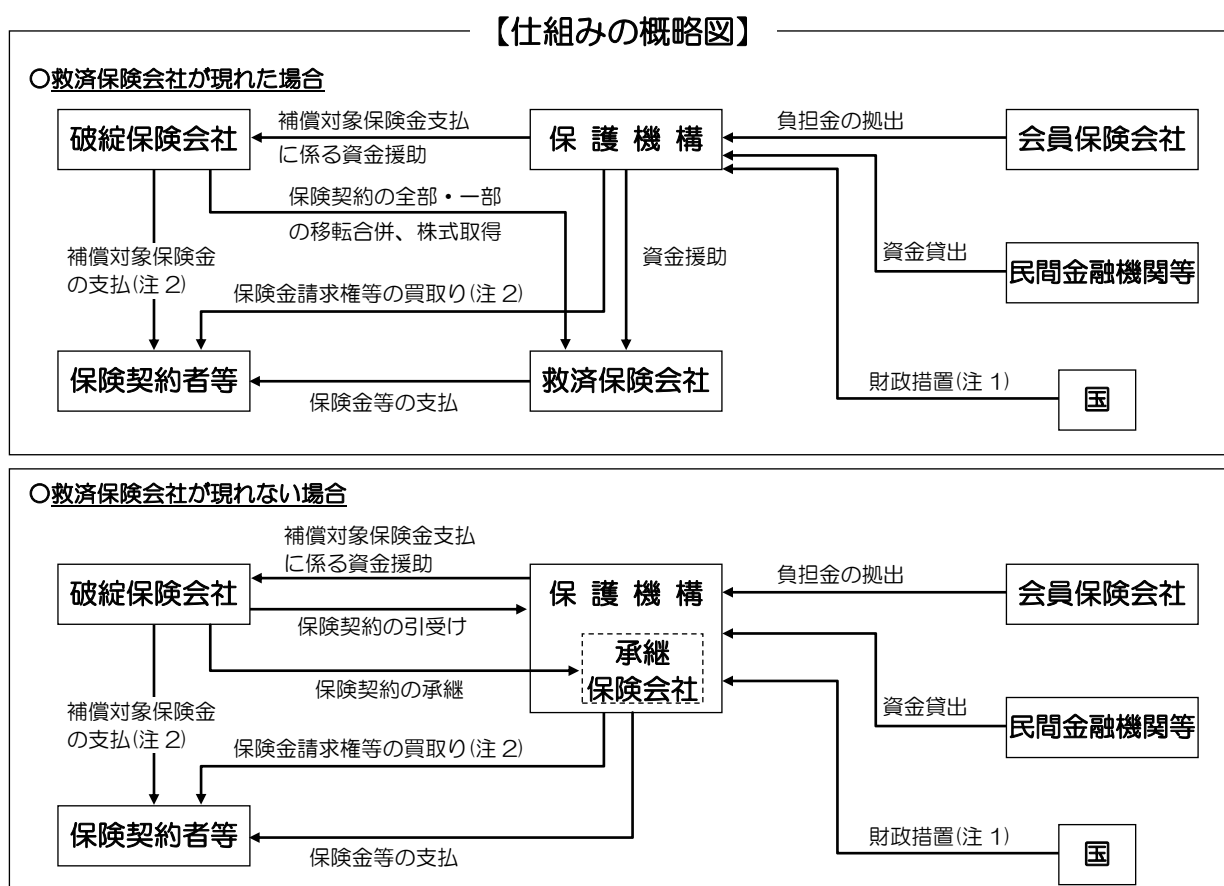 【仕組みの概略図】
○救済保険会社が現れた場合
破綻保険会社
補償対象保険金支払
に係る資金援助
保護機構
負担金の拠出
会員保険会社
保険契約の全部・一部
の移転合併、株式取得
補償対象保険金
の支払(注 2)
資金援助
資金貸出
民間金融機関等
保険金請求権等の買取り(注 2)
保険契約者等
保険金等の支払
救済保険会社
財政措置(注 1)
国
○救済保険会社が現れない場合
補償対象保険金支払
に係る資金援助
破綻保険会社
保険契約の引受け
保護機構
負担金の拠出
会員保険会社
承継
保険会社
保険契約の承継
補償対象保険金
の支払(注 2)
資金貸出
民間金融機関等
保険金請求権等の買取り(注 2)
保険契約者等
保険金等の支払
財政措置(注 1)
国